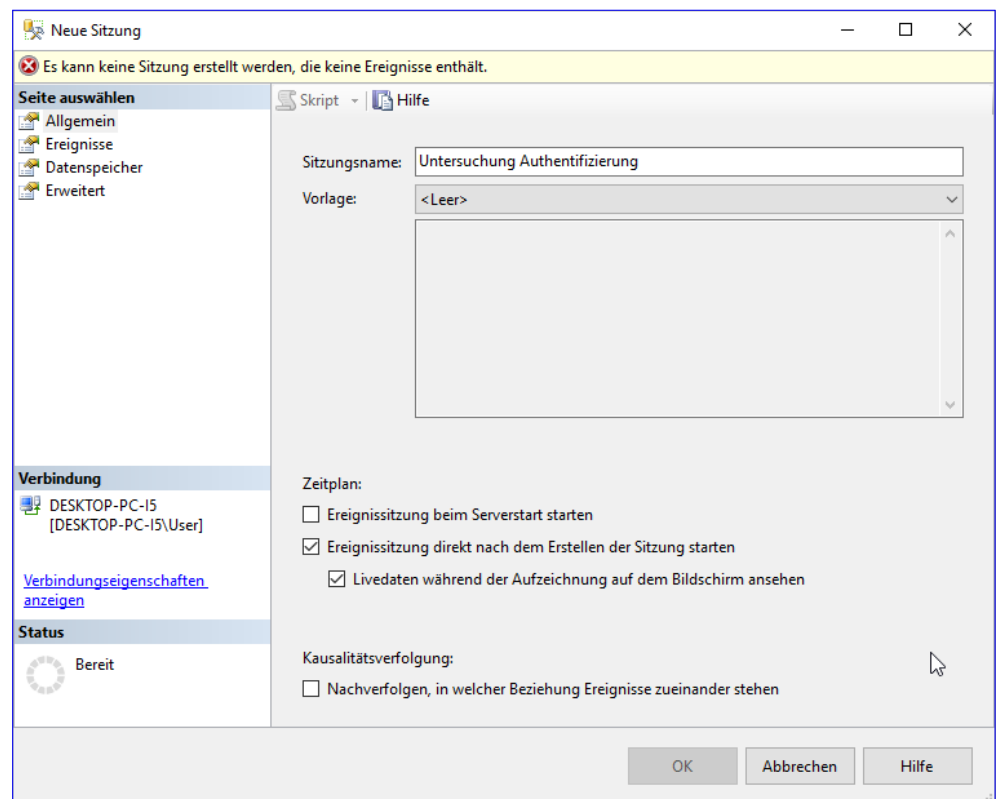 Neue Sitzung
Es kann keine Sitzung erstellt werden, die keine Ereignisse enthält.
Seite auswählen
Allgemein
Ereignisse
Datenspeicher
Erweitert
Skript
Hilfe
Sitzungsname:
Untersuchung Authentifizierung
Vorlage:
<Leer>
Verbindung
DESKTOP-PC-I5
[DESKTOP-PC-I5\User]
Verbindungseigenschaften
anzeigen
Status
Bereit
Zeitplan:
Ereignissitzung beim Serverstart starten
Ereignissitzung direkt nach dem Erstellen der Sitzung starten
Livedaten während der Aufzeichnung auf dem Bildschirm ansehen
Kausalitätsverfolgung:
Nachverfolgen, in welcher Beziehung Ereignisse zueinander stehen
OK
Abbrechen
Hilfe